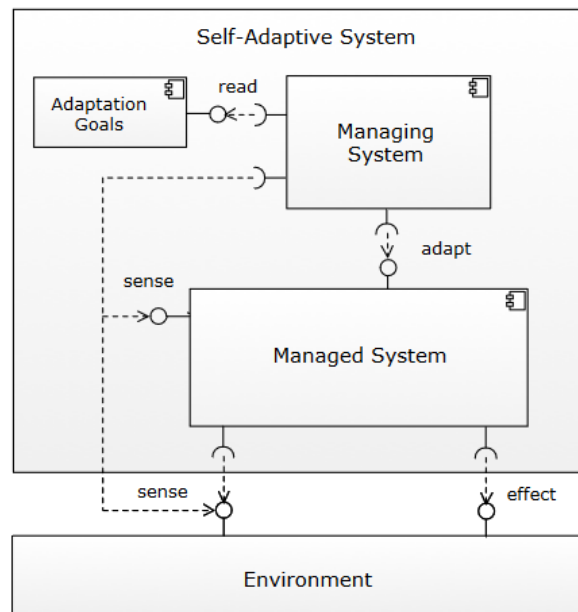 Self-Adaptive System
read
Adaptation
Goals
Managing
System
adapt
sense
Managed System
sense
effect
Environment